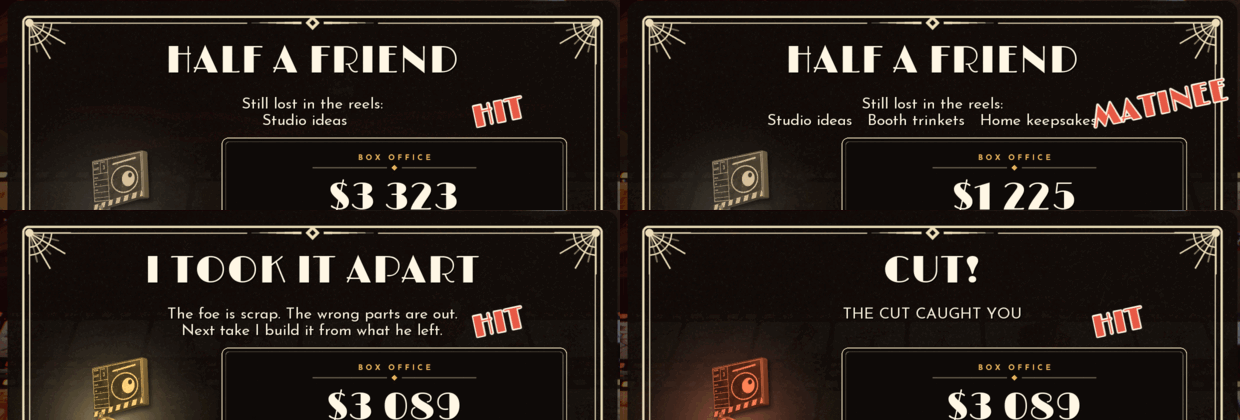 HALF A FRIEND
Still lost in the reels:
Studio ideas
HIT
BOX OFFICE
$3 323
HALF A FRIEND
Still lost in the reels:
Studio ideas Booth trinkets Home keepsakes
MATINEE
BOX OFFICE
$1 225
I TOOK IT APART
The foe is scrap. The wrong parts are out.
Next take I build it from what he left.
HIT
BOX OFFICE
$3 089
CUT!
THE CUT CAUGHT YOU
HIT
BOX OFFICE
$3 089